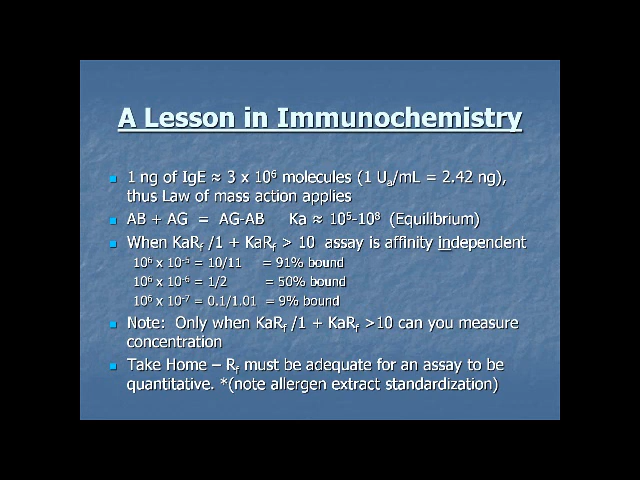 A Lesson in Immunochemistry
1 ng of IgE ≈ 3 x 10⁶ molecules (1 Uₐ/mL = 2.42 ng),
thus Law of mass action applies
AB + AG = AG-AB Ka ≈ 10⁵-10⁸ (Equilibrium)
When KaRf /1 + KaRf > 10 assay is affinity independent
10⁶ x 10⁻⁵ = 10/11 = 91% bound
10⁶ x 10⁻⁶ = 1/2 = 50% bound
10⁶ x 10⁻⁷ = 0.1/1.01 = 9% bound
Note: Only when KaRf /1 + KaRf >10 can you measure
concentration
Take Home – Rf must be adequate for an assay to be
quantitative. *(note allergen extract standardization)